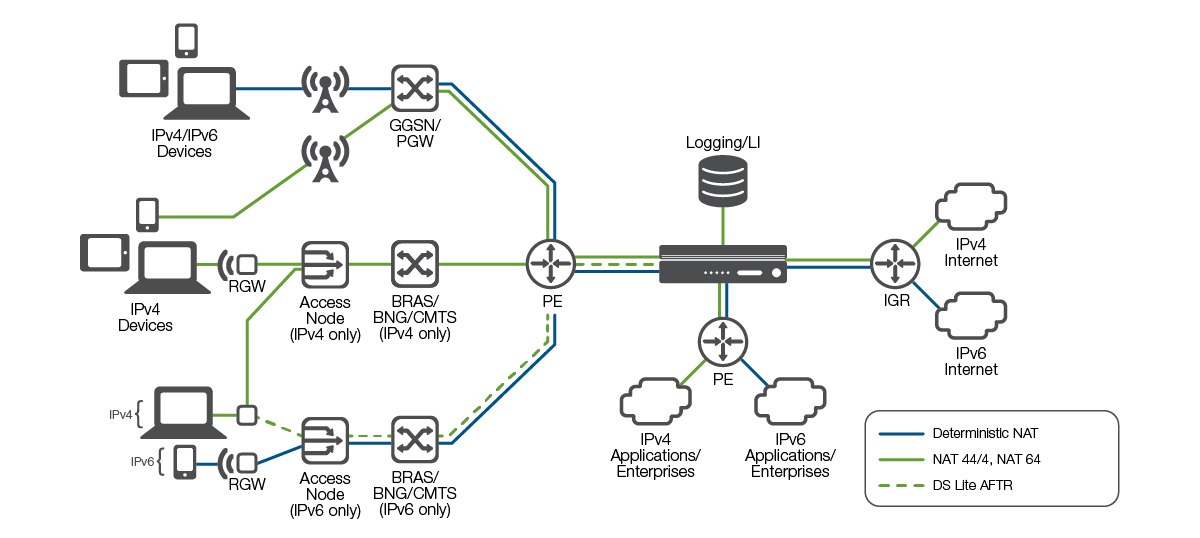 IPv4/IPv6
Devices
GGSN/
PGW
Logging/LI
IPv4
Devices
RGW
Access
Node
(IPv4 only)
BRAS/
BNG/CMTS
(IPv4 only)
PE
IGR
IPv4
Internet
IPv6
Internet
PE
IPv4
Applications/
Enterprises
IPv6
Applications/
Enterprises
IPv4
IPv6
RGW
Access
Node
(IPv6 only)
BRAS/
BNG/CMTS
(IPv6 only)
Deterministic NAT
NAT 44/4, NAT 64
DS Lite AFTR